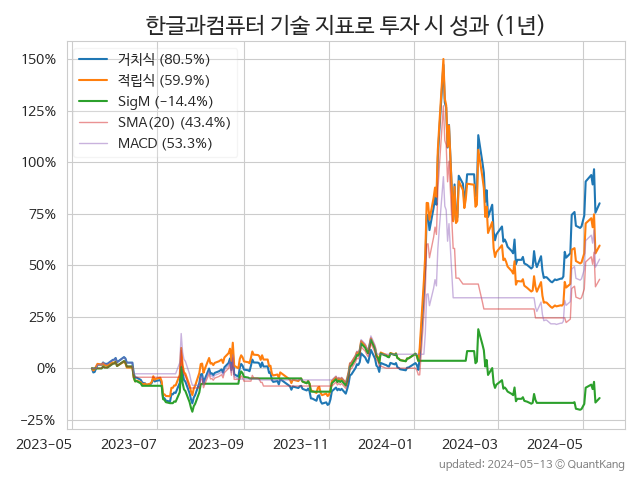 한글과컴퓨터 기술 지표로 투자 시 성과 (1년)
거치식 (80.5%)
적립식 (59.9%)
SigM (−14.4%)
SMA(20) (43.4%)
MACD (53.3%)
150%
125%
100%
75%
50%
25%
0%
−25%
2023−05 2023−07 2023−09 2023−11 2024−01 2024−03 2024−05
updated: 2024-05-13 © QuantKang